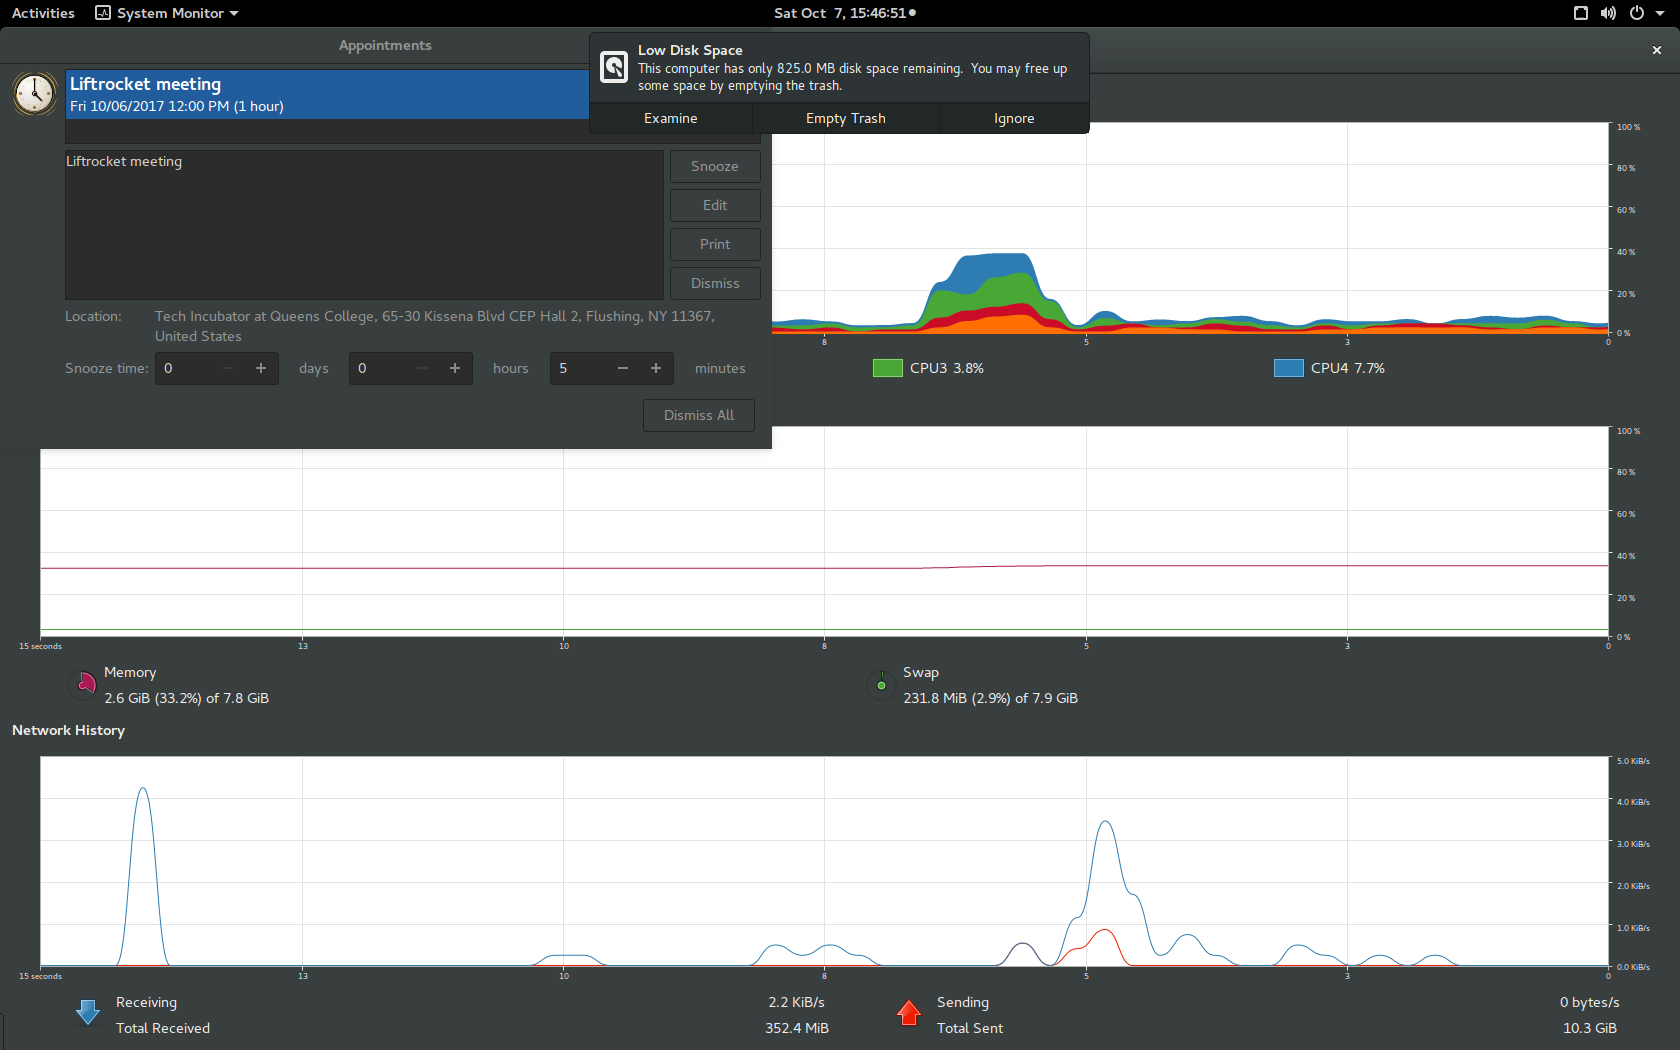 Activities System Monitor Sat Oct 7, 15:46:51
Appointments
Low Disk Space
This computer has only 825.0 MB disk space remaining. You may free up
some space by emptying the trash.
Examine Empty Trash Ignore
Liftrocket meeting
Fri 10/06/2017 12:00 PM (1 hour)
Liftrocket meeting
Snooze
Edit
Print
Dismiss
Location: Tech Incubator at Queens College, 65-30 Kissena Blvd CEP Hall 2, Flushing, NY 11367,
United States
Snooze time: 0 days 0 hours 5 minutes
Dismiss All
100 %
80 %
60 %
40 %
20 %
0 %
8 5 3 0
CPU3 3.8% CPU4 7.7%
100 %
80 %
60 %
40 %
20 %
0 %
15 seconds 13 10 8 5 3 0
Memory
2.6 GiB (33.2%) of 7.8 GiB
Swap
231.8 MiB (2.9%) of 7.9 GiB
Network History
5.0 KiB/s
4.0 KiB/s
3.0 KiB/s
2.0 KiB/s
1.0 KiB/s
0.0 KiB/s
15 seconds 13 10 8 5 3 0
Receiving 2.2 KiB/s
Total Received 352.4 MiB
Sending 0 bytes/s
Total Sent 10.3 GiB